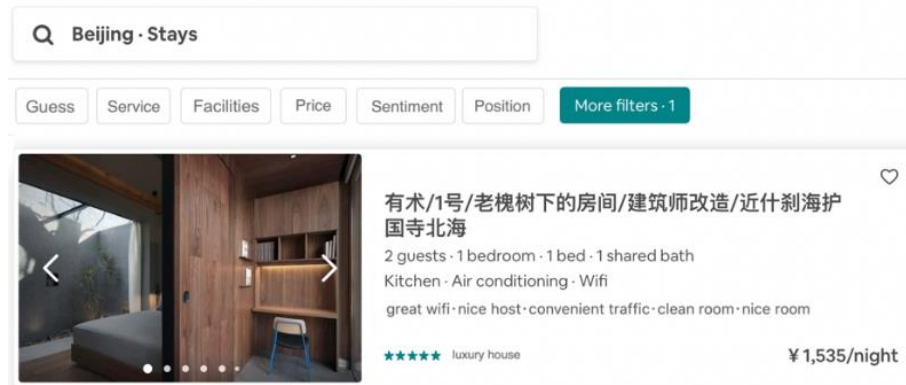 Beijing · Stays
Guess Service Facilities Price Sentiment Position More filters · 1
有术/1号/老槐树下的房间/建筑师改造/近什刹海护
国寺北海
2 guests · 1 bedroom · 1 bed · 1 shared bath
Kitchen · Air conditioning · Wifi
great wifi·nice host·convenient traffic·clean room·nice room
luxury house ¥1,535/night